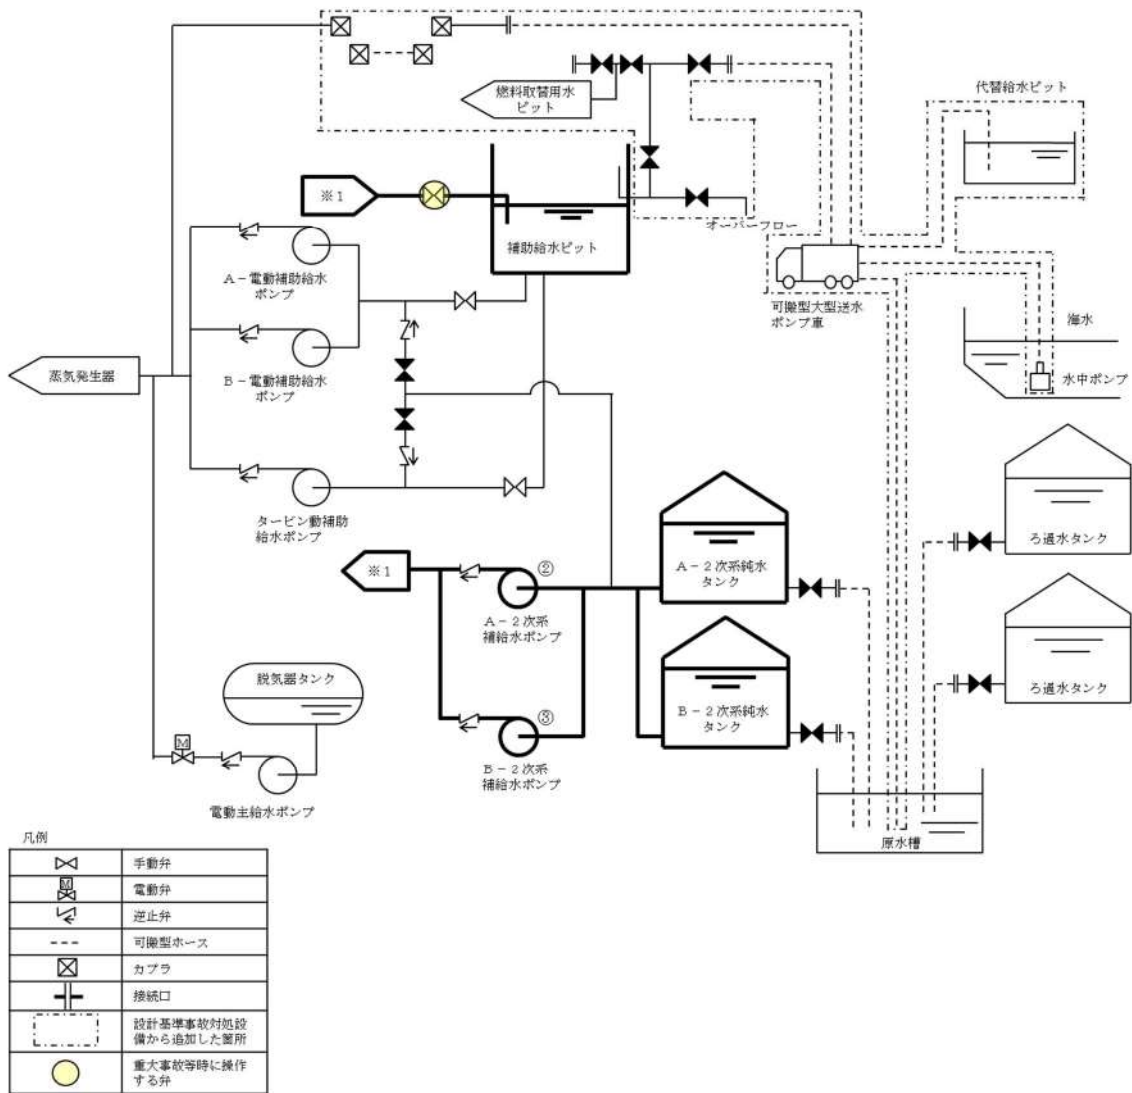 代替給水ピット
燃料取替用水
ピット
※1
補助給水ピット
オーバーフロー
A-電動補助給水
ポンプ
可搬型大型送水
ポンプ車
海水
蒸気発生器
B-電動補助給水
ポンプ
水中ポンプ
タービン動補助
給水ポンプ
ろ過水タンク
※1
②
A-2次系純水
タンク
A-2次系
補給水ポンプ
脱気器タンク
③
B-2次系純水
タンク
ろ過水タンク
M
B-2次系
補給水ポンプ
電動主給水ポンプ
原水槽
凡例
手動弁
M
電動弁
逆止弁
可搬型ホース
カプラ
接続口
設計基準事故対処設
備から追加した箇所
重大事故等時に操作
する弁